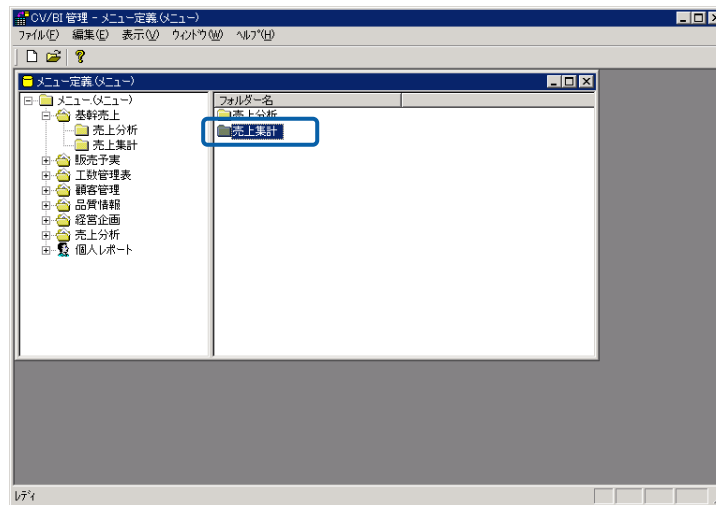 CV/BI 管理 - メニュー定義(メニュー)
ファイル(F) 編集(E) 表示(V) ウィンドウ(W) ヘルプ(H)
メニュー定義(メニュー)
メニュー(メニュー)
基幹売上
売上分析
売上集計
販売予実
工数管理表
顧客管理
品質情報
経営企画
売上分析
個人レポート
フォルダー名
売上分析
売上集計
レディ